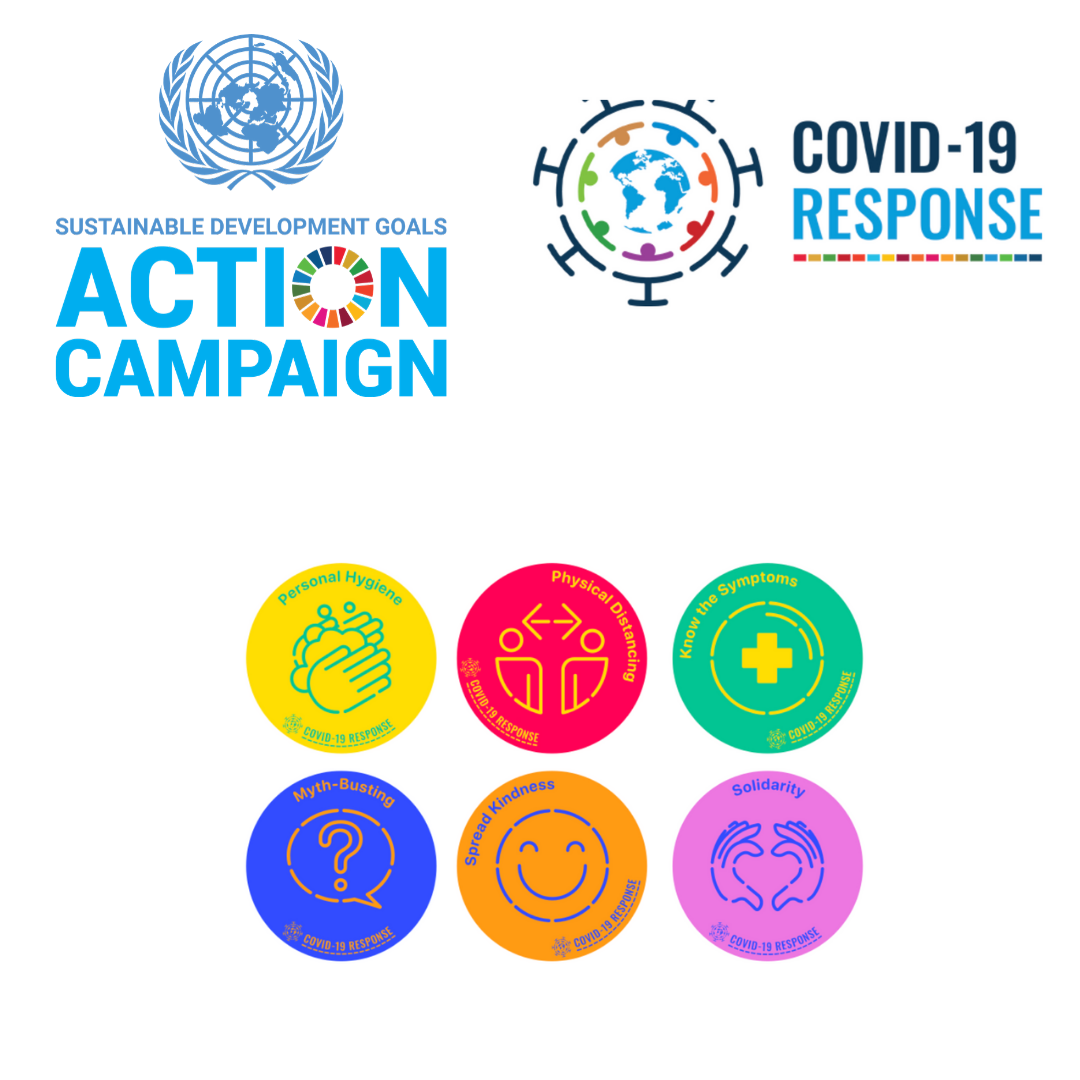 SUSTAINABLE DEVELOPMENT GOALS
ACTION
CAMPAIGN
COVID-19
RESPONSE
Personal Hygiene
COVID-19 RESPONSE
Physical Distancing
COVID-19 RESPONSE
Know the Symptoms
COVID-19 RESPONSE
Myth-Busting
COVID-19 RESPONSE
Spread Kindness
COVID-19 RESPONSE
Solidarity
COVID-19 RESPONSE